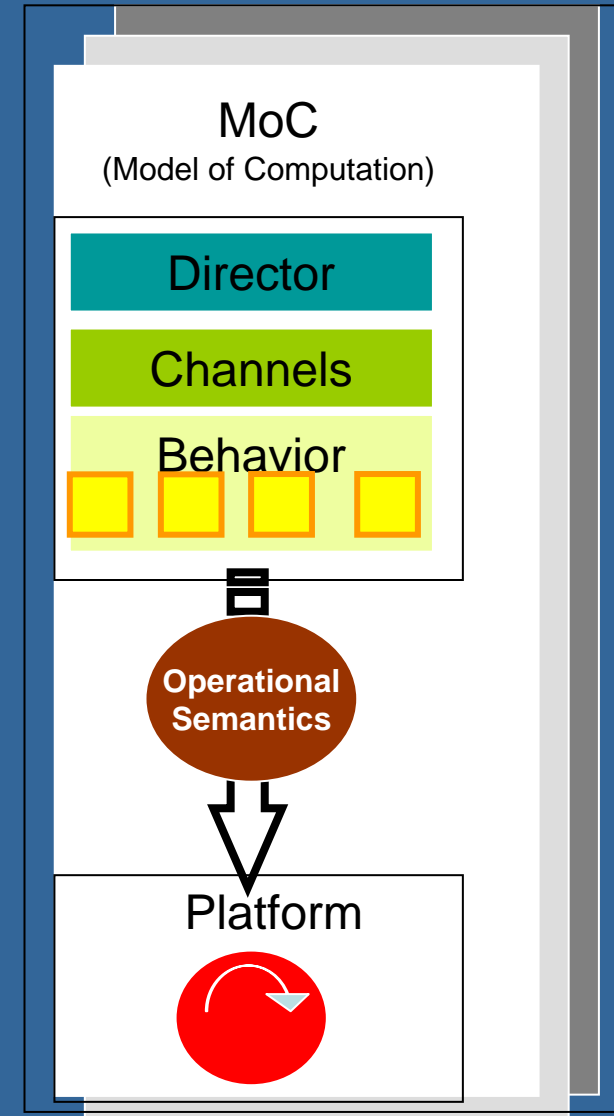 MoC
(Model of Computation)
Director
Channels
Behavior
Operational
Semantics
Platform